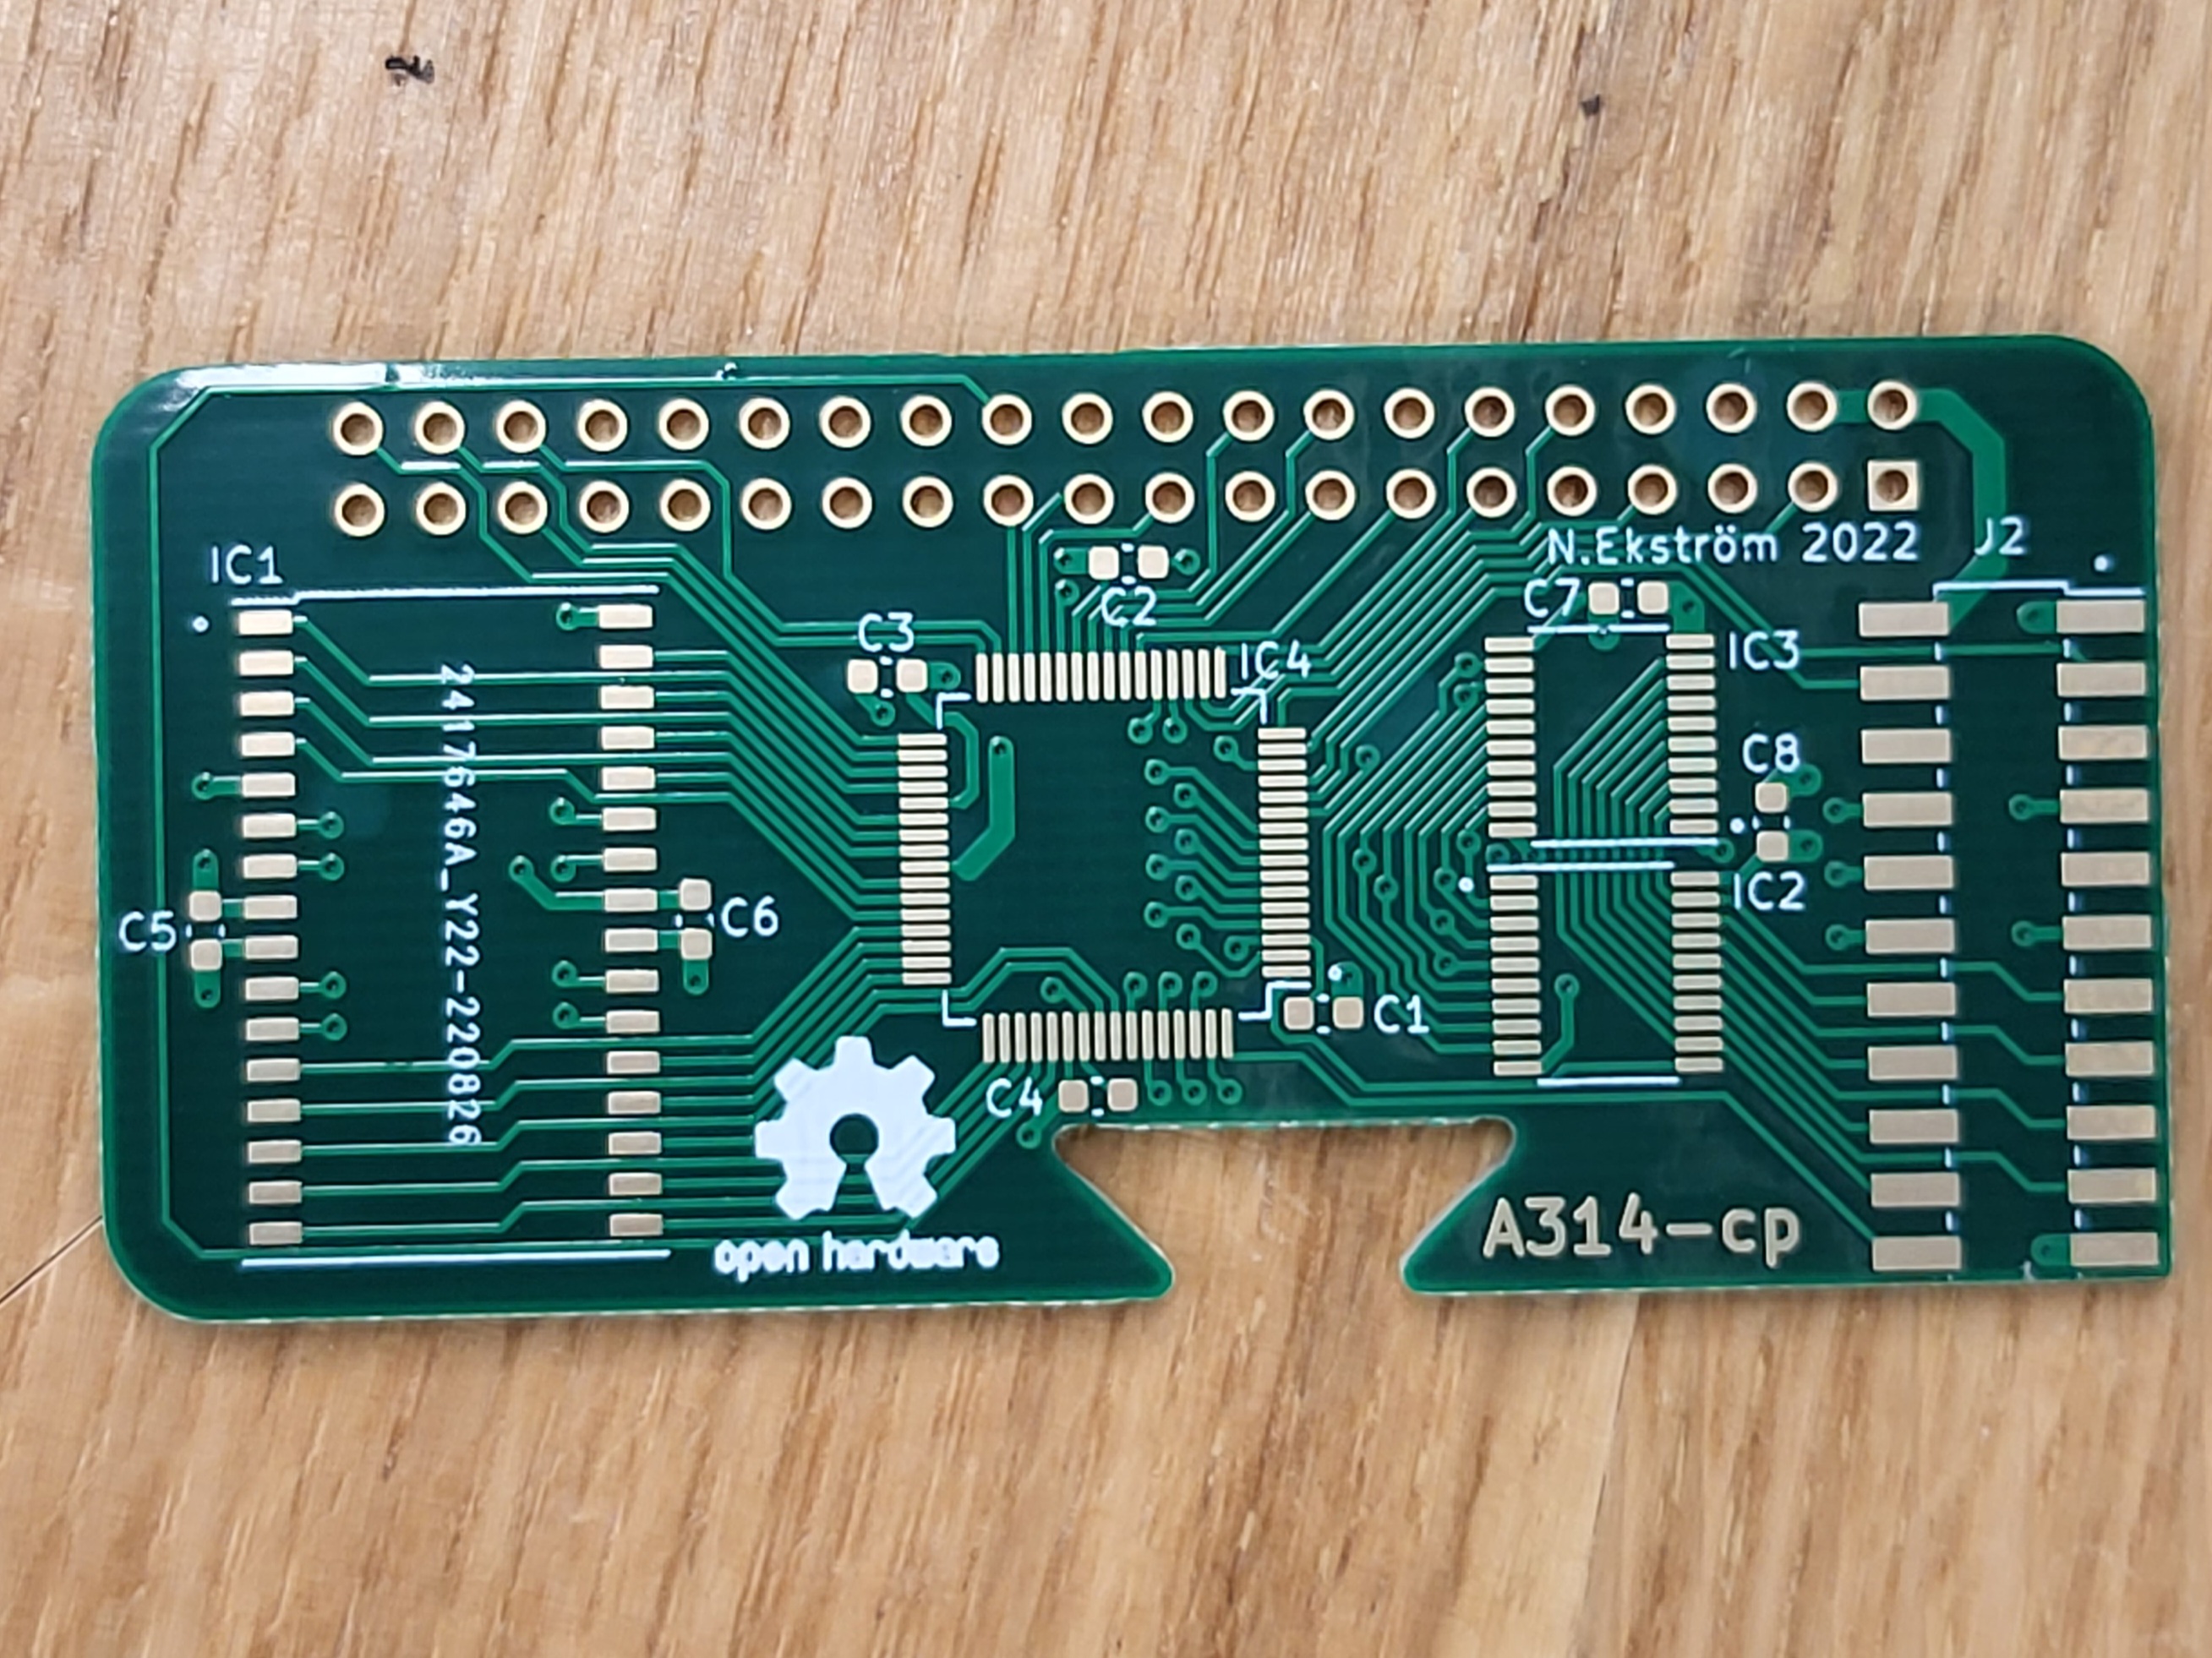 N.Ekström 2022
J2
IC1
C7
C2
C3
IC4
IC3
C8
IC2
C5
C6
2417646A_Y22-220826
C1
C4
A314-cp
open hardware